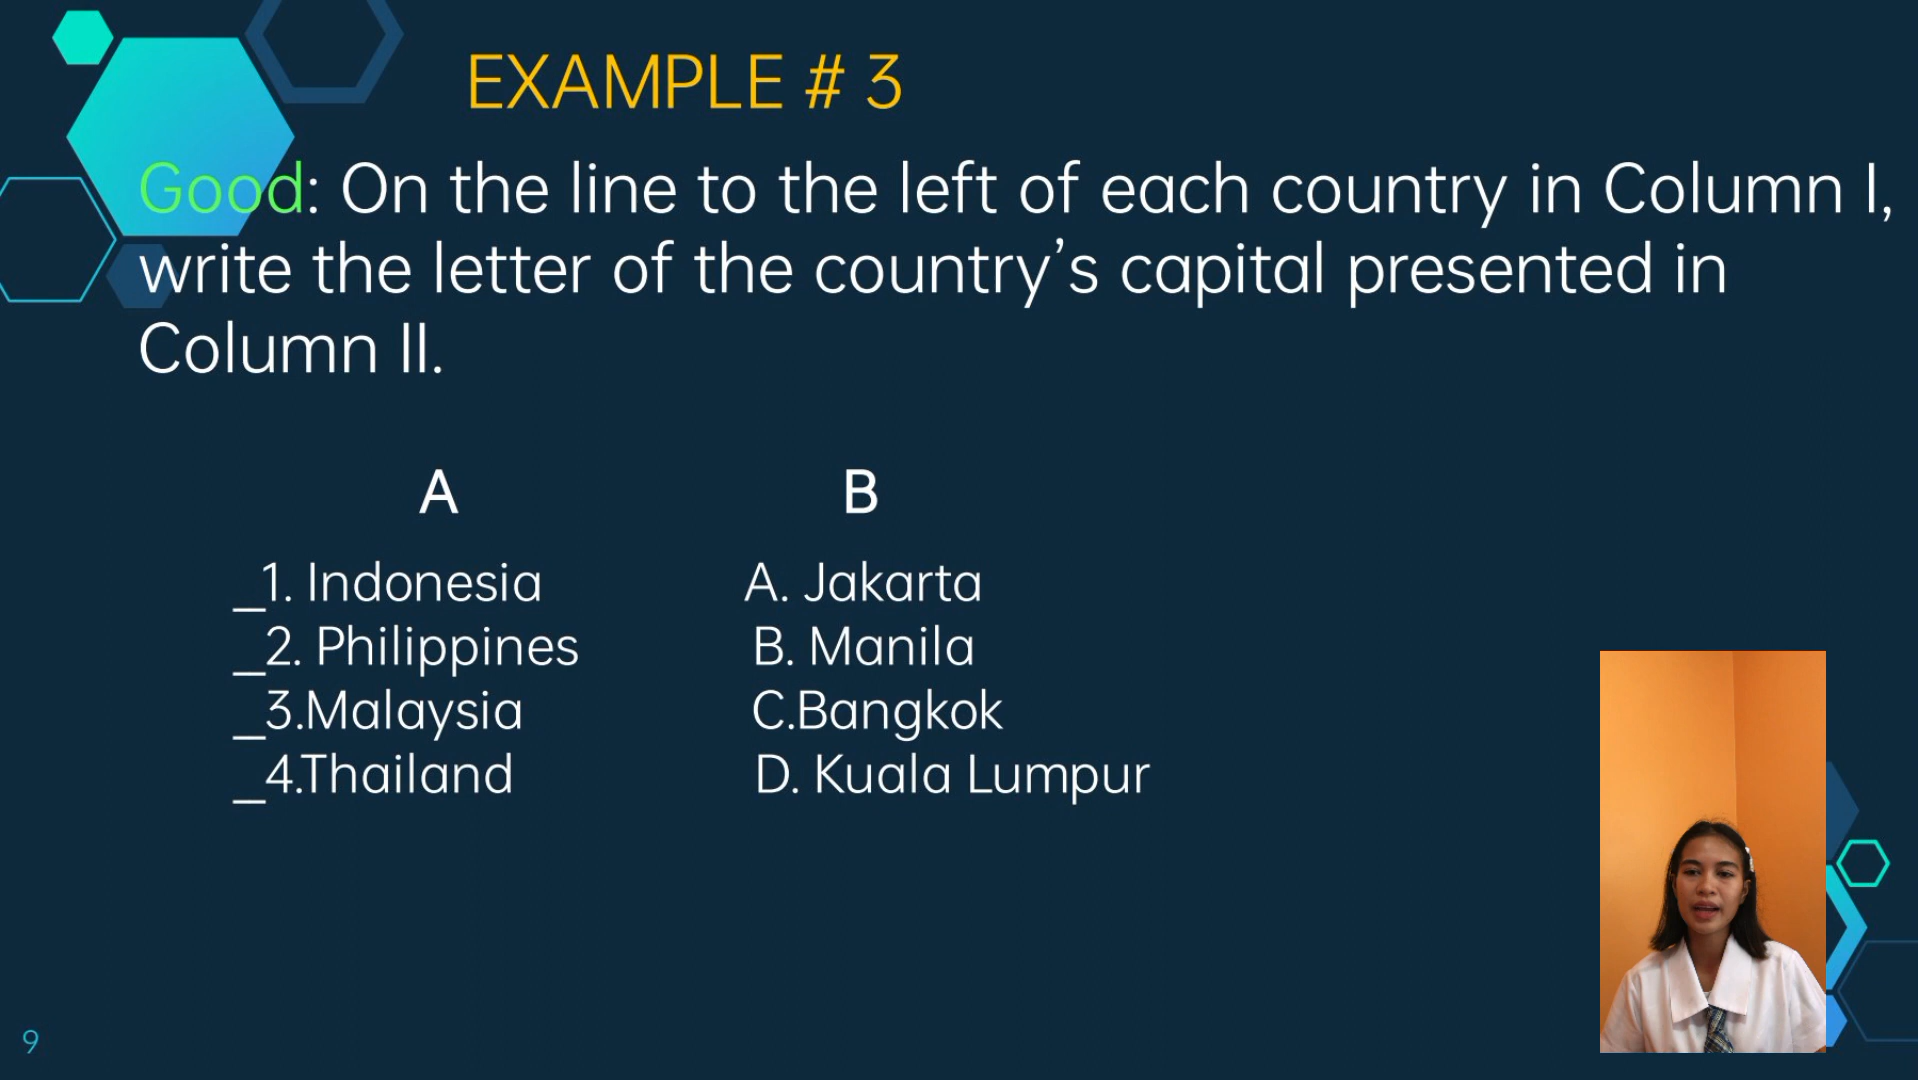 EXAMPLE # 3
Good: On the line to the left of each country in Column I,
write the letter of the country’s capital presented in
Column II.
A B
_1. Indonesia A. Jakarta
_2. Philippines B. Manila
_3.Malaysia C.Bangkok
_4.Thailand D. Kuala Lumpur
9